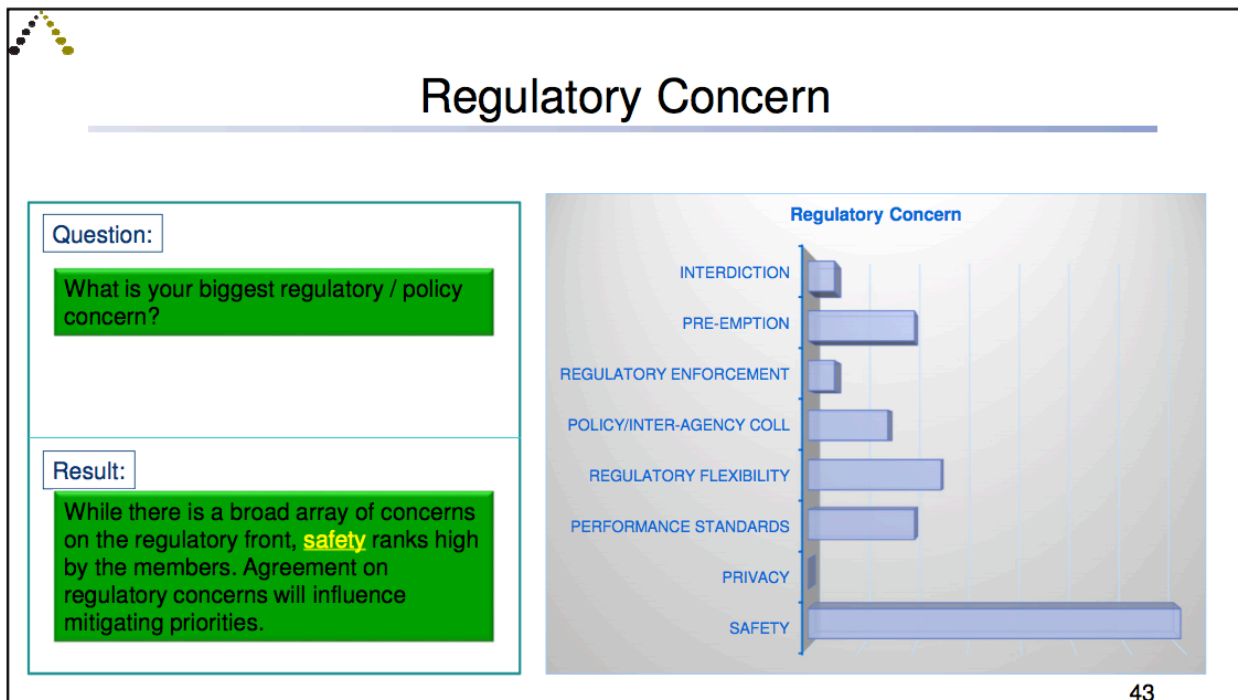 Regulatory Concern
Question:
What is your biggest regulatory / policy
concern?
Result:
While there is a broad array of concerns
on the regulatory front, safety ranks high
by the members. Agreement on
regulatory concerns will influence
mitigating priorities.
Regulatory Concern
INTERDICTION
PRE-EMPTION
REGULATORY ENFORCEMENT
POLICY/INTER-AGENCY COLL
REGULATORY FLEXIBILITY
PERFORMANCE STANDARDS
PRIVACY
SAFETY
43